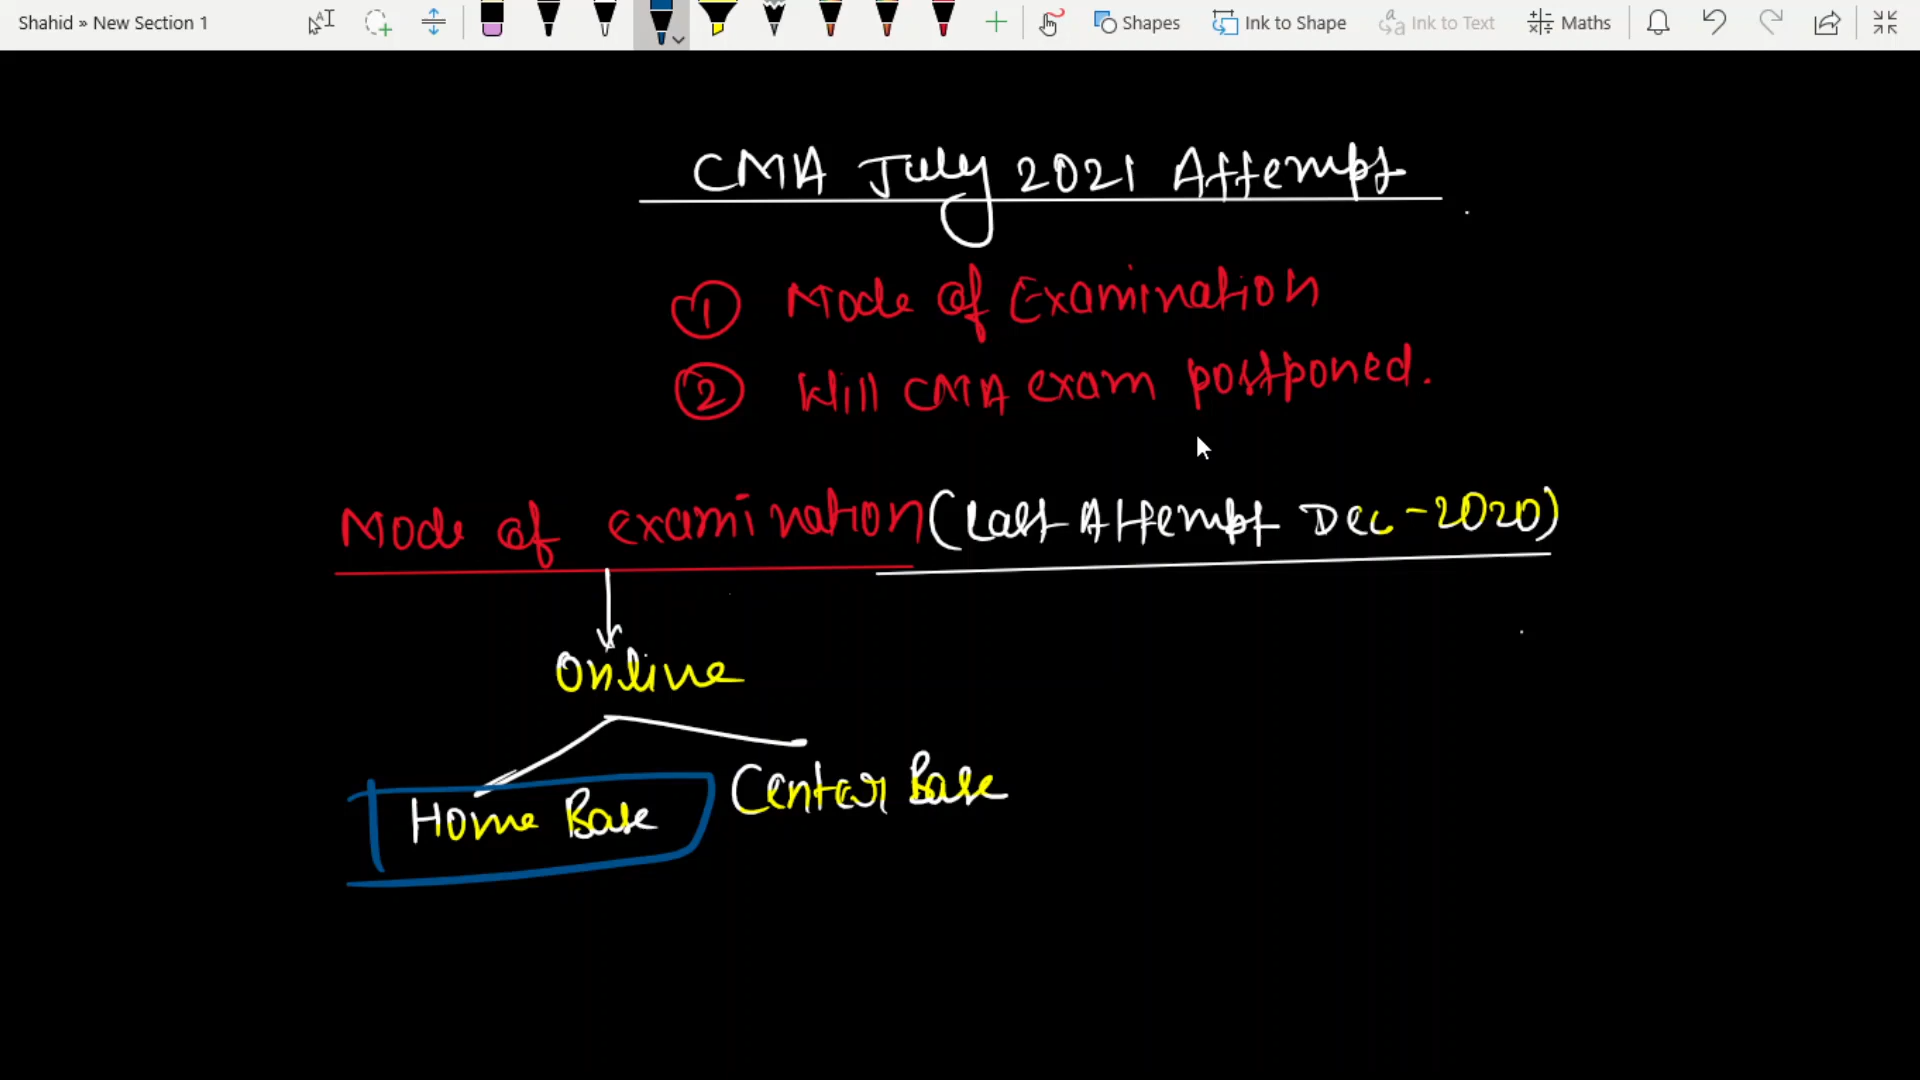 Shahid » New Section 1
Shapes
Ink to Shape
Ink to Text
Maths
CMA July 2021 Attempt
① Mode of Examination
② Will CMA exam postponed.
Mode of examination (Last Attempt Dec-2020)
Online
Home Base
Center Base